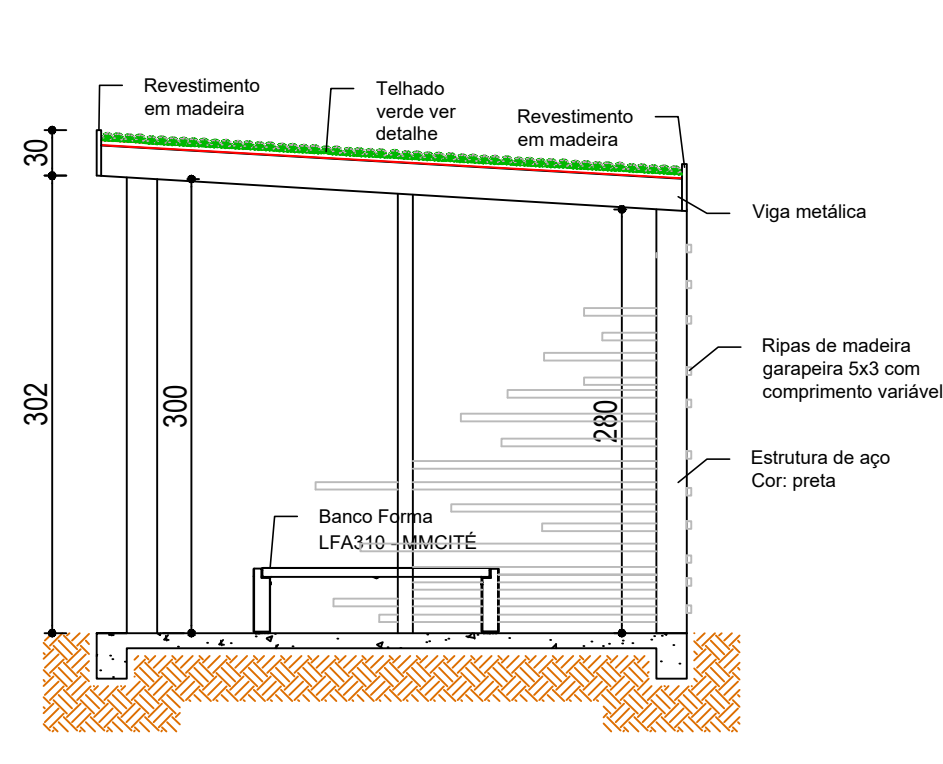 Revestimento
em madeira
Telhado
verde ver
detalhe
Revestimento
em madeira
30
Viga metálica
302
300
280
Ripas de madeira
garapeira 5x3 com
comprimento variável
Estrutura de aço
Cor: preta
Banco Forma
LFA310 - MMCITÉ